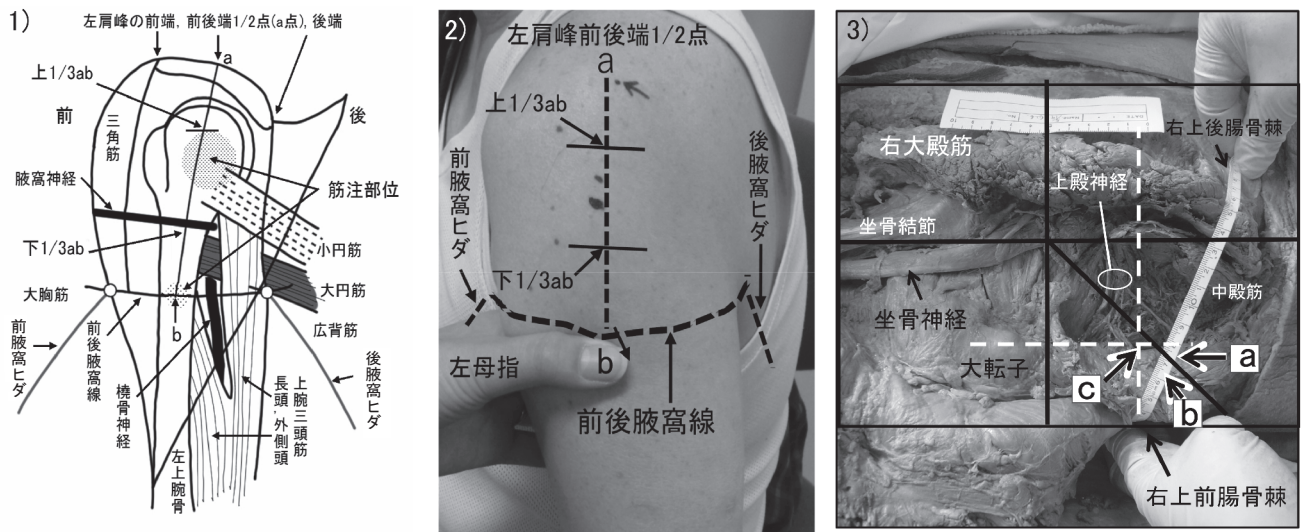 1)
左肩峰の前端, 前後端1/2点(a点), 後端
a
上1/3ab
前
後
三角筋
腋窩神経
筋注部位
下1/3ab
小円筋
大胸筋
大円筋
b
広背筋
前腋窩ヒダ
前後腋窩線
橈骨神経
左上腕骨
上腕三頭筋
長頭, 外側頭
後腋窩ヒダ
2)
左肩峰前後端1/2点
a
上1/3ab
前腋窩ヒダ
後腋窩ヒダ
下1/3ab
b
左母指
前後腋窩線
3)
右上後腸骨棘
右大殿筋
上殿神経
坐骨結節
中殿筋
坐骨神経
大転子
a
c
b
右上前腸骨棘